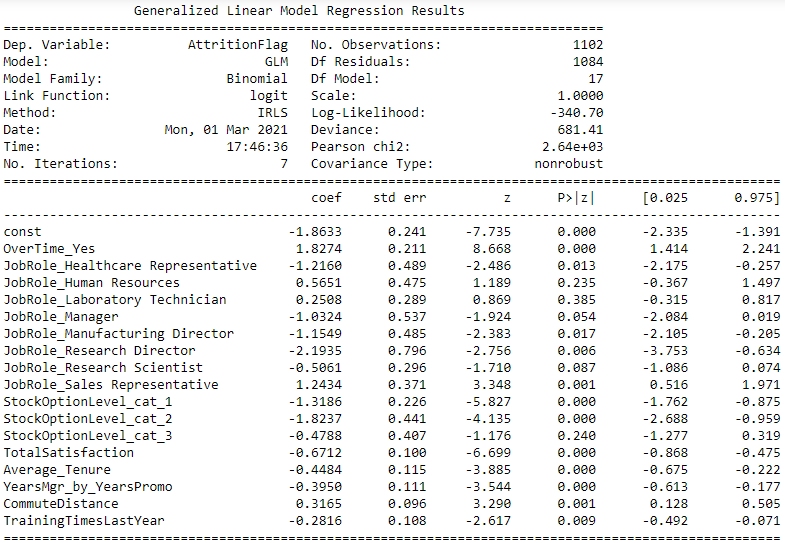 Generalized Linear Model Regression Results
==============================================================================
Dep. Variable: AttritionFlag No. Observations: 1102
Model: GLM Df Residuals: 1084
Model Family: Binomial Df Model: 17
Link Function: logit Scale: 1.0000
Method: IRLS Log-Likelihood: -340.70
Date: Mon, 01 Mar 2021 Deviance: 681.41
Time: 17:46:36 Pearson chi2: 2.64e+03
No. Iterations: 7 Covariance Type: nonrobust
====================================================================================================
coef std err z P>|z| [0.025 0.975]
----------------------------------------------------------------------------------------------------
const -1.8633 0.241 -7.735 0.000 -2.335 -1.391
OverTime_Yes 1.8274 0.211 8.668 0.000 1.414 2.241
JobRole_Healthcare Representative -1.2160 0.489 -2.486 0.013 -2.175 -0.257
JobRole_Human Resources 0.5651 0.475 1.189 0.235 -0.367 1.497
JobRole_Laboratory Technician 0.2508 0.289 0.869 0.385 -0.315 0.817
JobRole_Manager -1.0324 0.537 -1.924 0.054 -2.084 0.019
JobRole_Manufacturing Director -1.1549 0.485 -2.383 0.017 -2.105 -0.205
JobRole_Research Director -2.1935 0.796 -2.756 0.006 -3.753 -0.634
JobRole_Research Scientist -0.5061 0.296 -1.710 0.087 -1.086 0.074
JobRole_Sales Representative 1.2434 0.371 3.348 0.001 0.516 1.971
StockOptionLevel_cat_1 -1.3186 0.226 -5.827 0.000 -1.762 -0.875
StockOptionLevel_cat_2 -1.8237 0.441 -4.135 0.000 -2.688 -0.959
StockOptionLevel_cat_3 -0.4788 0.407 -1.176 0.240 -1.277 0.319
TotalSatisfaction -0.6712 0.100 -6.699 0.000 -0.868 -0.475
Average_Tenure -0.4484 0.115 -3.885 0.000 -0.675 -0.222
YearsMgr_by_YearsPromo -0.3950 0.111 -3.544 0.000 -0.613 -0.177
CommuteDistance 0.3165 0.096 3.290 0.001 0.128 0.505
TrainingTimesLastYear -0.2816 0.108 -2.617 0.009 -0.492 -0.071
====================================================================================================